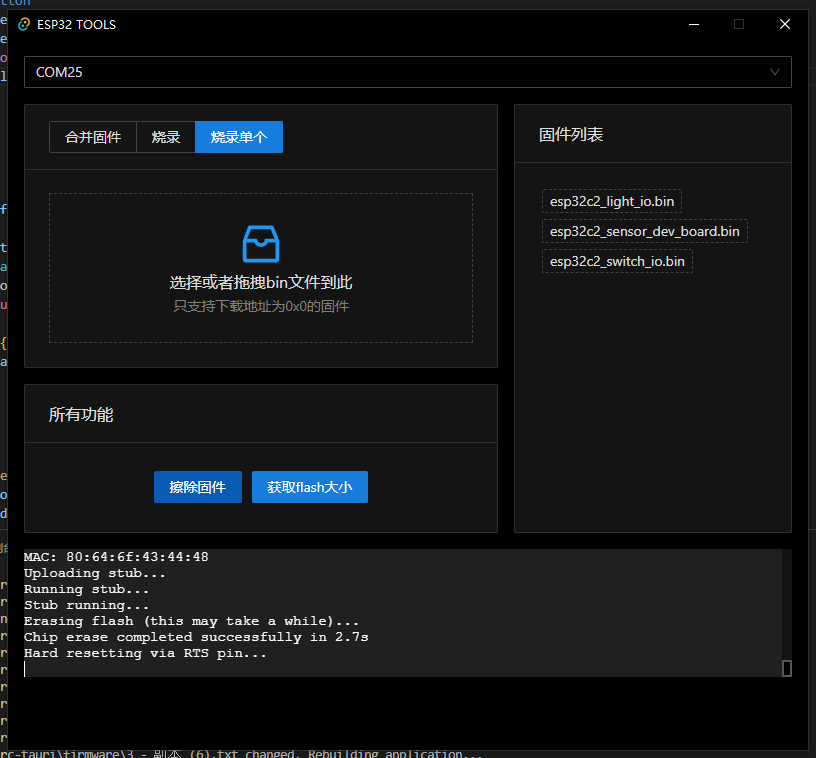 ESP32 TOOLS
COM25
合并固件 烧录 烧录单个
选择或者拖拽bin文件到此
只支持下载地址为0x0的固件
固件列表
esp32c2_light_io.bin
esp32c2_sensor_dev_board.bin
esp32c2_switch_io.bin
所有功能
擦除固件 获取flash大小
MAC: 80:64:6f:43:44:48
Uploading stub...
Running stub...
Stub running...
Erasing flash (this may take a while)...
Chip erase completed successfully in 2.7s
Hard resetting via RTS pin...
rc-tauri\firmware\3 - 副本 (6).txt changed. Rebuilding application...